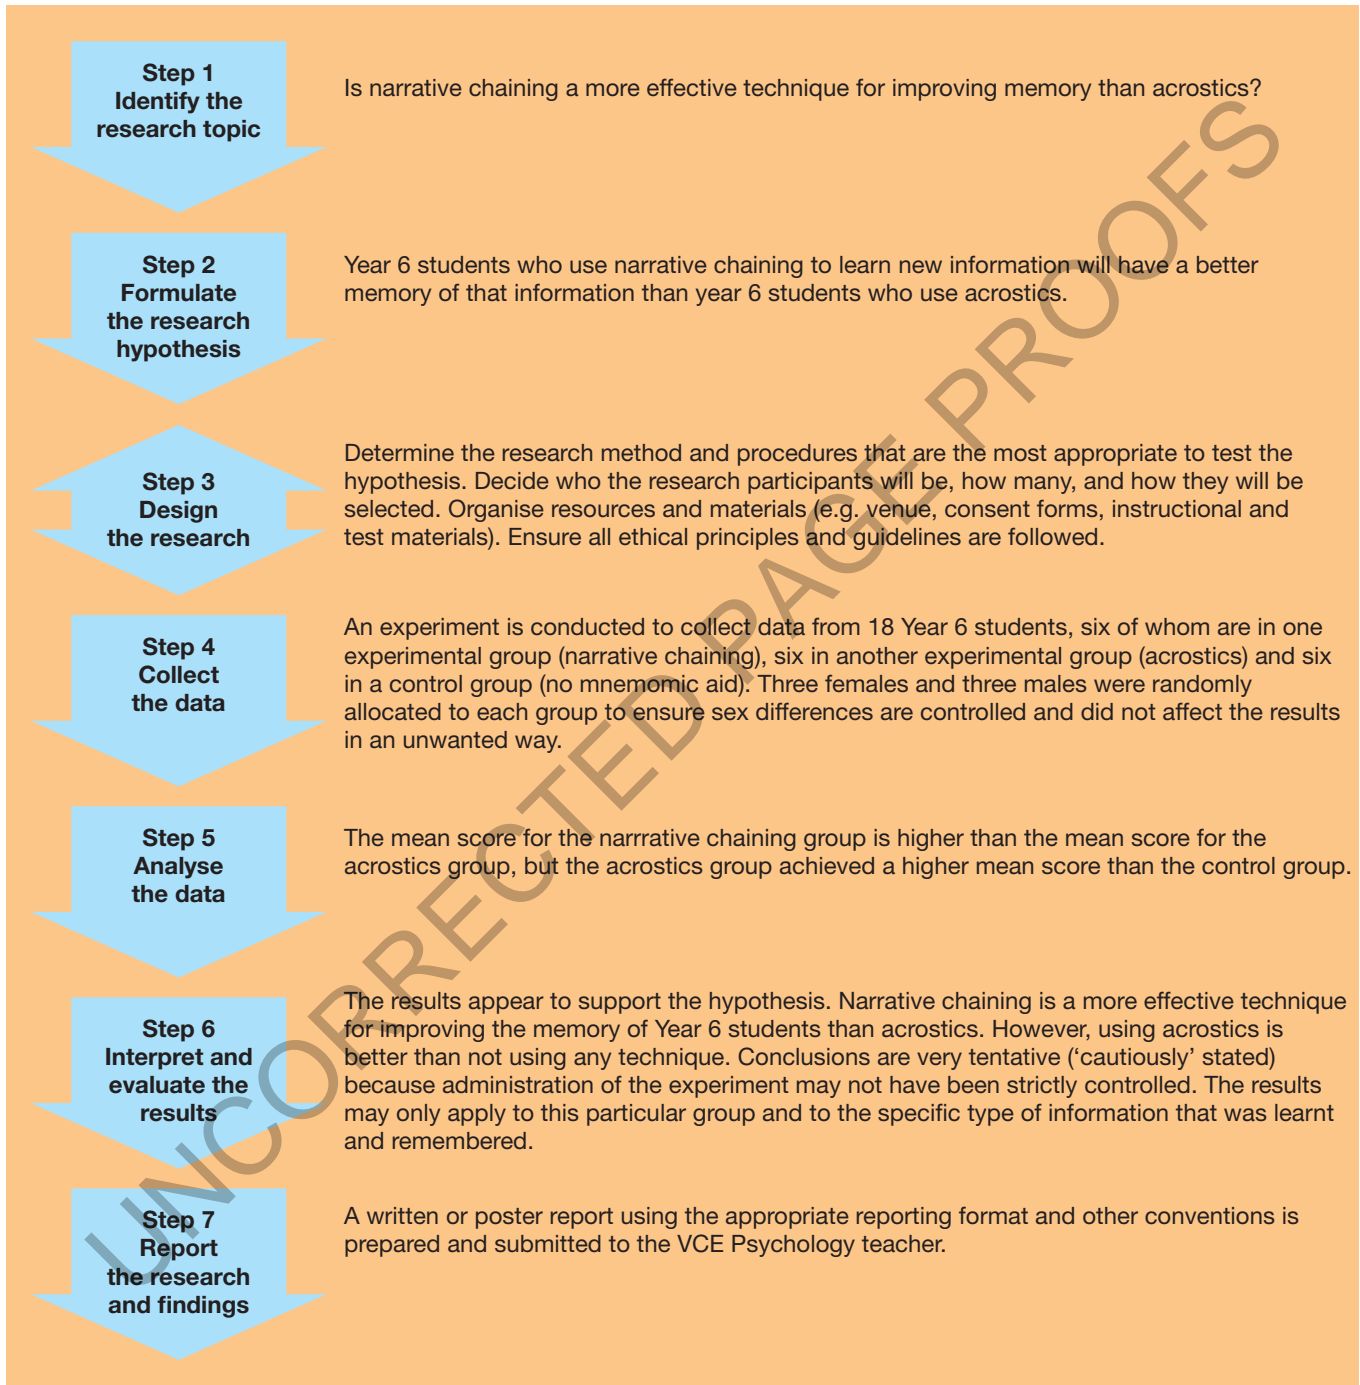 Step 1
Identify the
research topic
Is narrative chaining a more effective technique for improving memory than acrostics?
Step 2
Formulate
the research
hypothesis
Year 6 students who use narrative chaining to learn new information will have a better
memory of that information than year 6 students who use acrostics.
Step 3
Design
the research
Determine the research method and procedures that are the most appropriate to test the
hypothesis. Decide who the research participants will be, how many, and how they will be
selected. Organise resources and materials (e.g. venue, consent forms, instructional and
test materials). Ensure all ethical principles and guidelines are followed.
Step 4
Collect
the data
An experiment is conducted to collect data from 18 Year 6 students, six of whom are in one
experimental group (narrative chaining), six in another experimental group (acrostics) and six
in a control group (no mnemomic aid). Three females and three males were randomly
allocated to each group to ensure sex differences are controlled and did not affect the results
in an unwanted way.
Step 5
Analyse
the data
The mean score for the narrrative chaining group is higher than the mean score for the
acrostics group, but the acrostics group achieved a higher mean score than the control group.
Step 6
Interpret and
evaluate the
results
The results appear to support the hypothesis. Narrative chaining is a more effective technique
for improving the memory of Year 6 students than acrostics. However, using acrostics is
better than not using any technique. Conclusions are very tentative (‘cautiously’ stated)
because administration of the experiment may not have been strictly controlled. The results
may only apply to this particular group and to the specific type of information that was learnt
and remembered.
Step 7
Report
the research
and findings
A written or poster report using the appropriate reporting format and other conventions is
prepared and submitted to the VCE Psychology teacher.
UNCORRECTED PAGE PROOFS